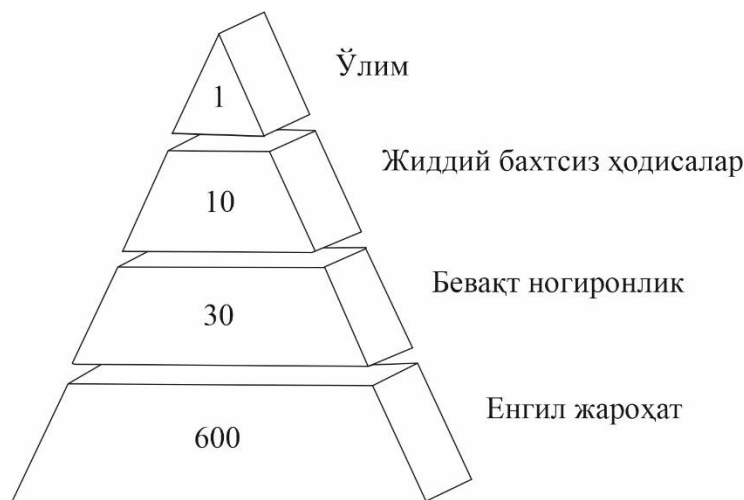 1
Ўлим
10
Жиддий бахтсиз ҳодисалар
30
Бевақт ногиронлик
600
Енгил жароҳат